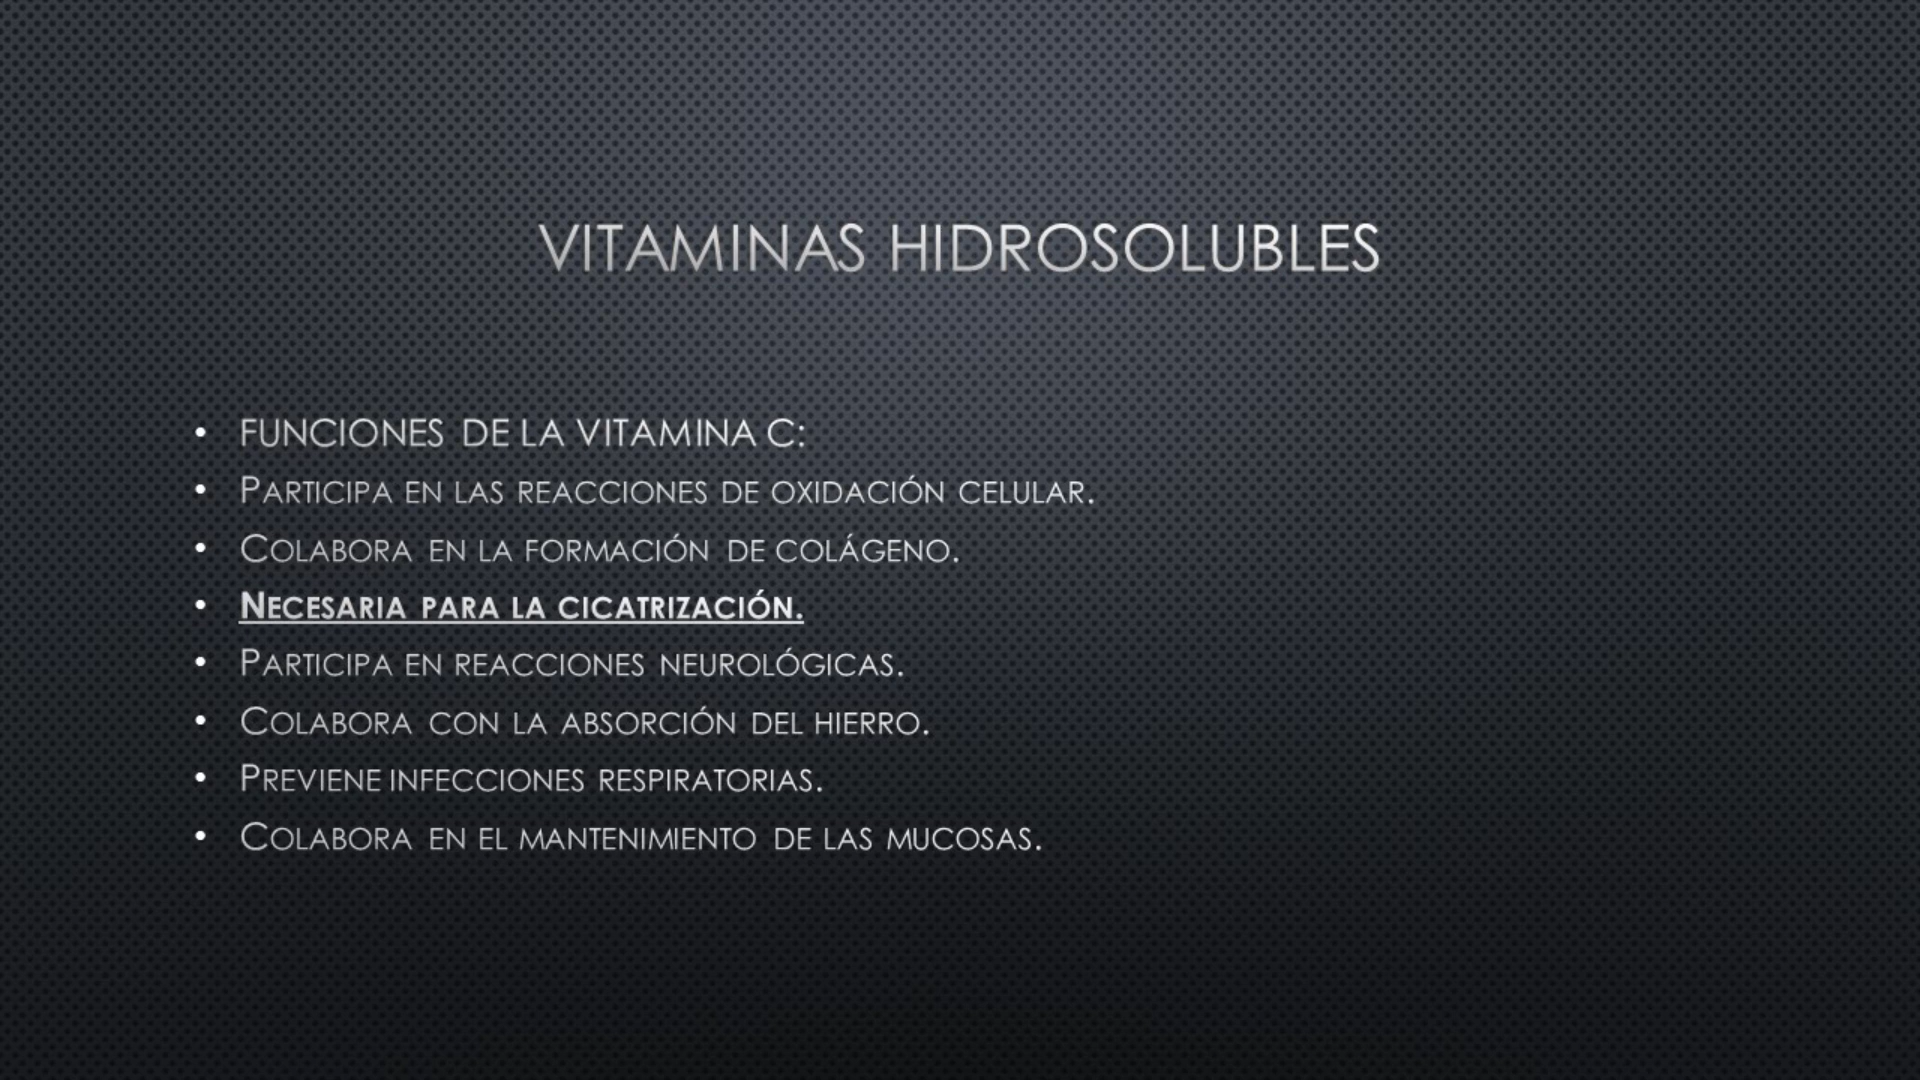 VITAMINAS HIDROSOLUBLES
• FUNCIONES DE LA VITAMINA C:
• PARTICIPA EN LAS REACCIONES DE OXIDACIÓN CELULAR.
• COLABORA EN LA FORMACIÓN DE COLÁGENO.
• NECESARIA PARA LA CICATRIZACIÓN.
• PARTICIPA EN REACCIONES NEUROLÓGICAS.
• COLABORA CON LA ABSORCIÓN DEL HIERRO.
• PREVIENE INFECCIONES RESPIRATORIAS.
• COLABORA EN EL MANTENIMIENTO DE LAS MUCOSAS.